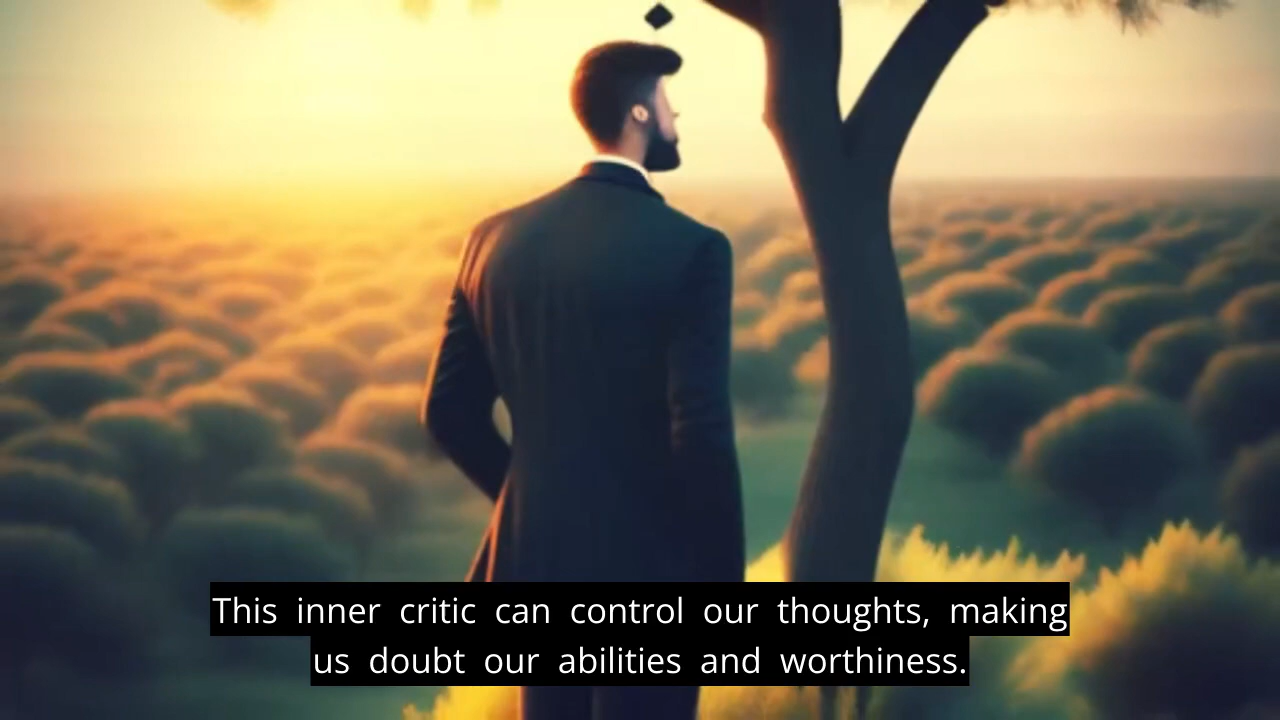 This inner critic can control our thoughts, making
us doubt our abilities and worthiness.